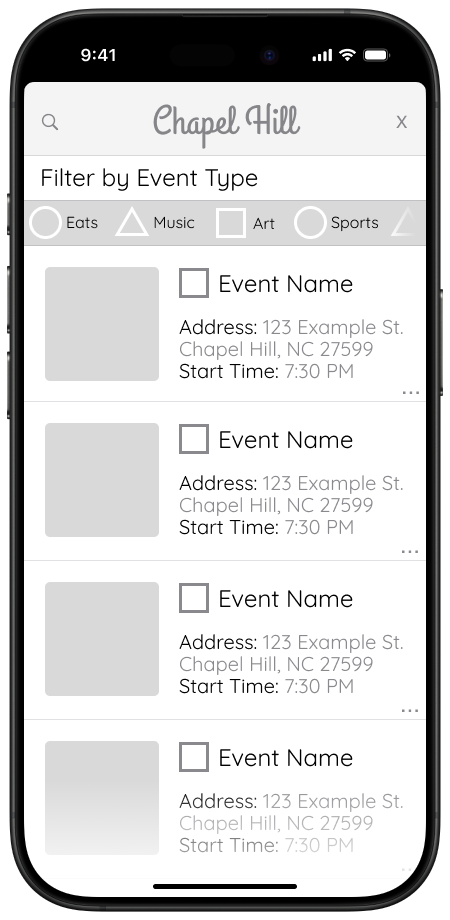 9:41
Chapel Hill
X
Filter by Event Type
Eats Music Art Sports
Event Name
Address: 123 Example St.
Chapel Hill, NC 27599
Start Time: 7:30 PM
...
Event Name
Address: 123 Example St.
Chapel Hill, NC 27599
Start Time: 7:30 PM
...
Event Name
Address: 123 Example St.
Chapel Hill, NC 27599
Start Time: 7:30 PM
...
Event Name
Address: 123 Example St.
Chapel Hill, NC 27599
Start Time: 7:30 PM